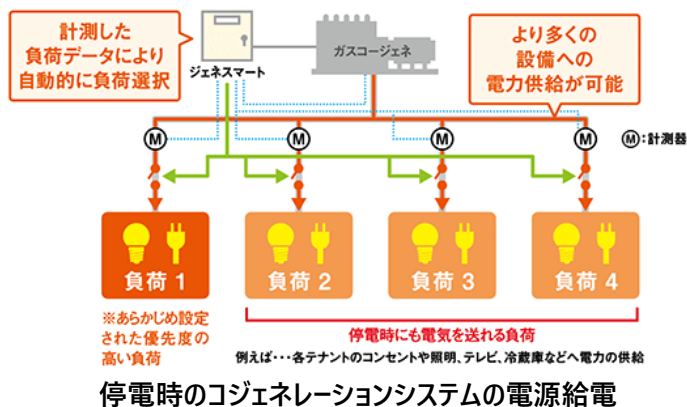 計測した
負荷データにより
自動的に負荷選択
ジェネスマート
ガスコージェネ
より多くの
設備への
電力供給が可能
M
M
M
M
M:計測器
負荷 1
負荷 2
負荷 3
負荷 4
※あらかじめ設定
された優先度の
高い負荷
停電時にも電気を送れる負荷
例えば･･･各テナントのコンセントや照明、テレビ、冷蔵庫などへ電力の供給
停電時のコジェネレーションシステムの電源給電